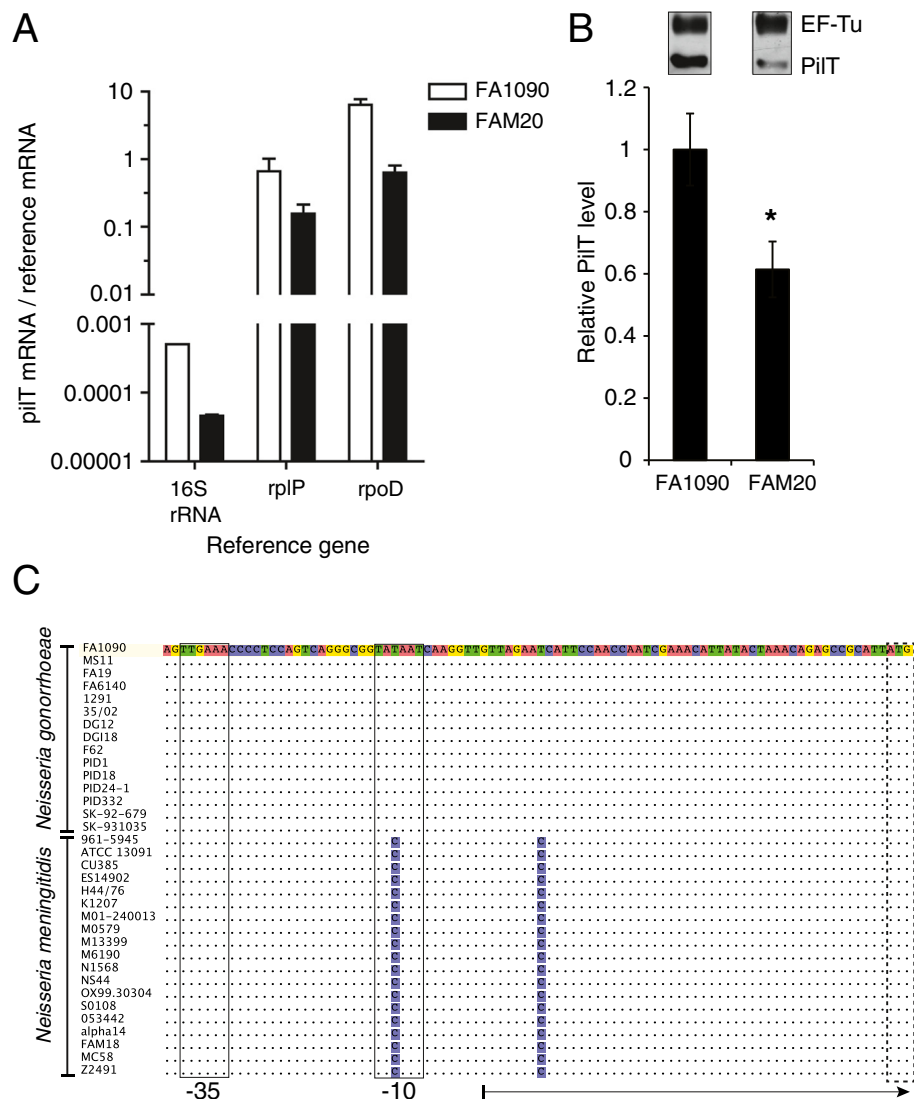 A
pilT mRNA / reference mRNA
10
1
0.1
0.01
0.001
0.0001
0.00001
FA1090
FAM20
16S rRNA
rplP
rpoD
Reference gene
B
EF-Tu
PilT
Relative PilT level
1.2
1
0.8
0.6
0.4
0.2
0
*
FA1090
FAM20
C
Neisseria gonorrhoeae
FA1090 AGTTGAAACCCCTCCAGTCAGGGCGGTATAATCAAGGTTGTTAGAATCATTCCAACCAATCGAAACATTATACTAAACAGAGCCGCATTATG
MS11
FA19
FA6140
1291
35/02
DG12
DGI18
F62
PID1
PID18
PID24-1
PID332
SK-92-679
SK-931035
Neisseria meningitidis
961-5945 C C
ATCC 13091 C C
CU385 C C
ES14902 C C
H44/76 C C
K1207 C C
M01-240013 C C
M0579 C C
M13399 C C
M6190 C C
N1568 C C
NS44 C C
OX99.30304 C C
S0108 C C
053442 C C
alpha14 C C
FAM18 C C
MC58 C C
Z2491 C C
-35
-10